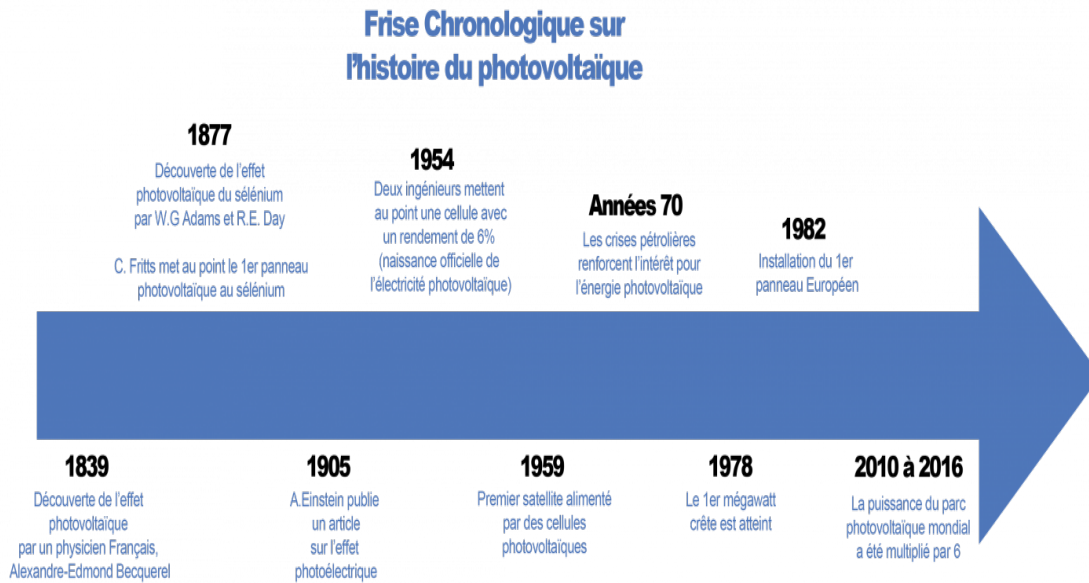 Frise Chronologique sur
l'histoire du photovoltaïque
1877
Découverte de l'effet
photovoltaïque du sélénium
par W.G Adams et R.E. Day
C. Fritts met au point le 1er panneau
photovoltaïque au sélénium
1954
Deux ingénieurs mettent
au point une cellule avec
un rendement de 6%
(naissance officielle de
l'électricité photovoltaïque)
Années 70
Les crises pétrolières
renforcent l'intérêt pour
l'énergie photovoltaïque
1982
Installation du 1er
panneau Européen
1839
Découverte de l'effet
photovoltaïque
par un physicien Français,
Alexandre-Edmond Becquerel
1905
A.Einstein publie
un article
sur l'effet
photoélectrique
1959
Premier satellite alimenté
par des cellules
photovoltaïques
1978
Le 1er mégawatt
crête est atteint
2010 à 2016
La puissance du parc
photovoltaïque mondial
a été multiplié par 6